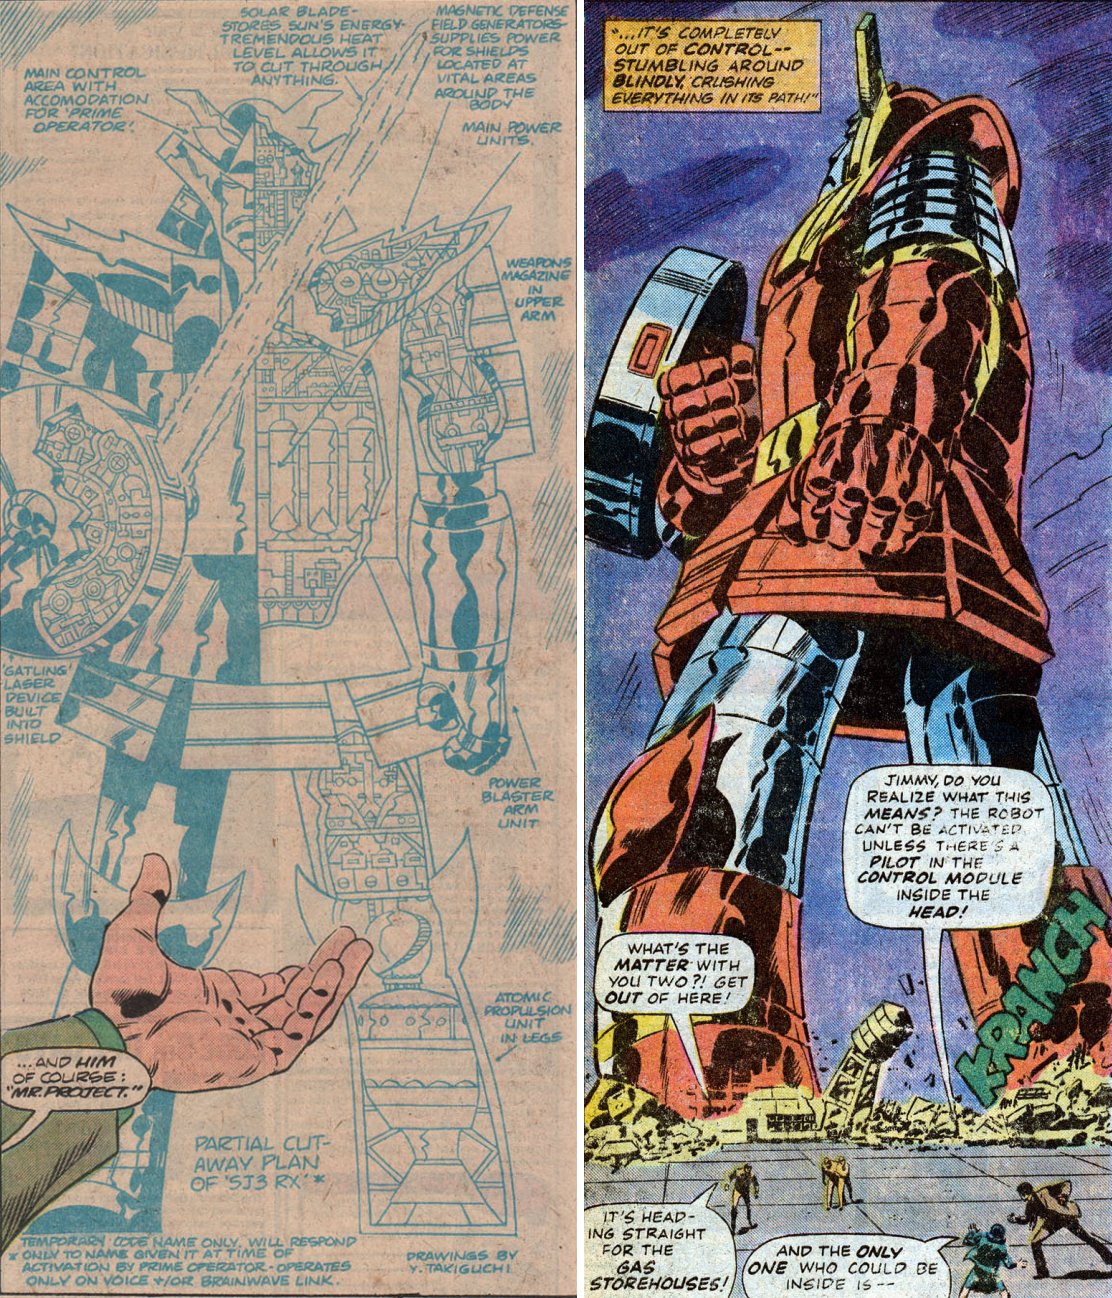 SOLAR BLADE-
STORES SUN'S ENERGY-
TREMENDOUS HEAT
LEVEL ALLOWS IT
TO CUT THROUGH
ANYTHING.
MAGNETIC DEFENSE
FIELD GENERATORS-
SUPPLIES POWER
FOR SHIELDS
LOCATED AT
VITAL AREAS
AROUND THE
BODY
MAIN CONTROL
AREA WITH
ACCOMODATION
FOR 'PRIME
OPERATOR'.
MAIN POWER
UNITS.
WEAPONS
MAGAZINE
IN
UPPER
ARM
'GATLING'
LASER
DEVICE
BUILT
INTO
SHIELD
POWER
BLASTER
ARM
UNIT
ATOMIC
PROPULSION
UNIT
IN LEGS
...AND HIM
OF COURSE:
"MR. PROJECT."
PARTIAL CUT-
AWAY PLAN
OF 'SJ3 RX'*
TEMPORARY CODE NAME ONLY. WILL RESPOND
* ONLY TO NAME GIVEN IT AT TIME OF
ACTIVATION BY PRIME OPERATOR-OPERATES
ONLY ON VOICE +/OR BRAINWAVE LINK.
DRAWINGS BY
Y. TAKIGUCHI
"...IT'S COMPLETELY
OUT OF CONTROL--
STUMBLING AROUND
BLINDLY, CRUSHING
EVERYTHING IN ITS PATH!"
JIMMY, DO YOU
REALIZE WHAT THIS
MEANS? THE ROBOT
CAN'T BE ACTIVATED
UNLESS THERE'S A
PILOT IN THE
CONTROL MODULE
INSIDE THE
HEAD!
WHAT'S THE
MATTER WITH
YOU TWO?! GET
OUT OF HERE!
KRANCH
IT'S HEAD-
ING STRAIGHT
FOR THE
GAS
STOREHOUSES!
AND THE ONLY
ONE WHO COULD BE
INSIDE IS--